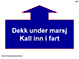 Dekk under marsj
Kall inn i fart